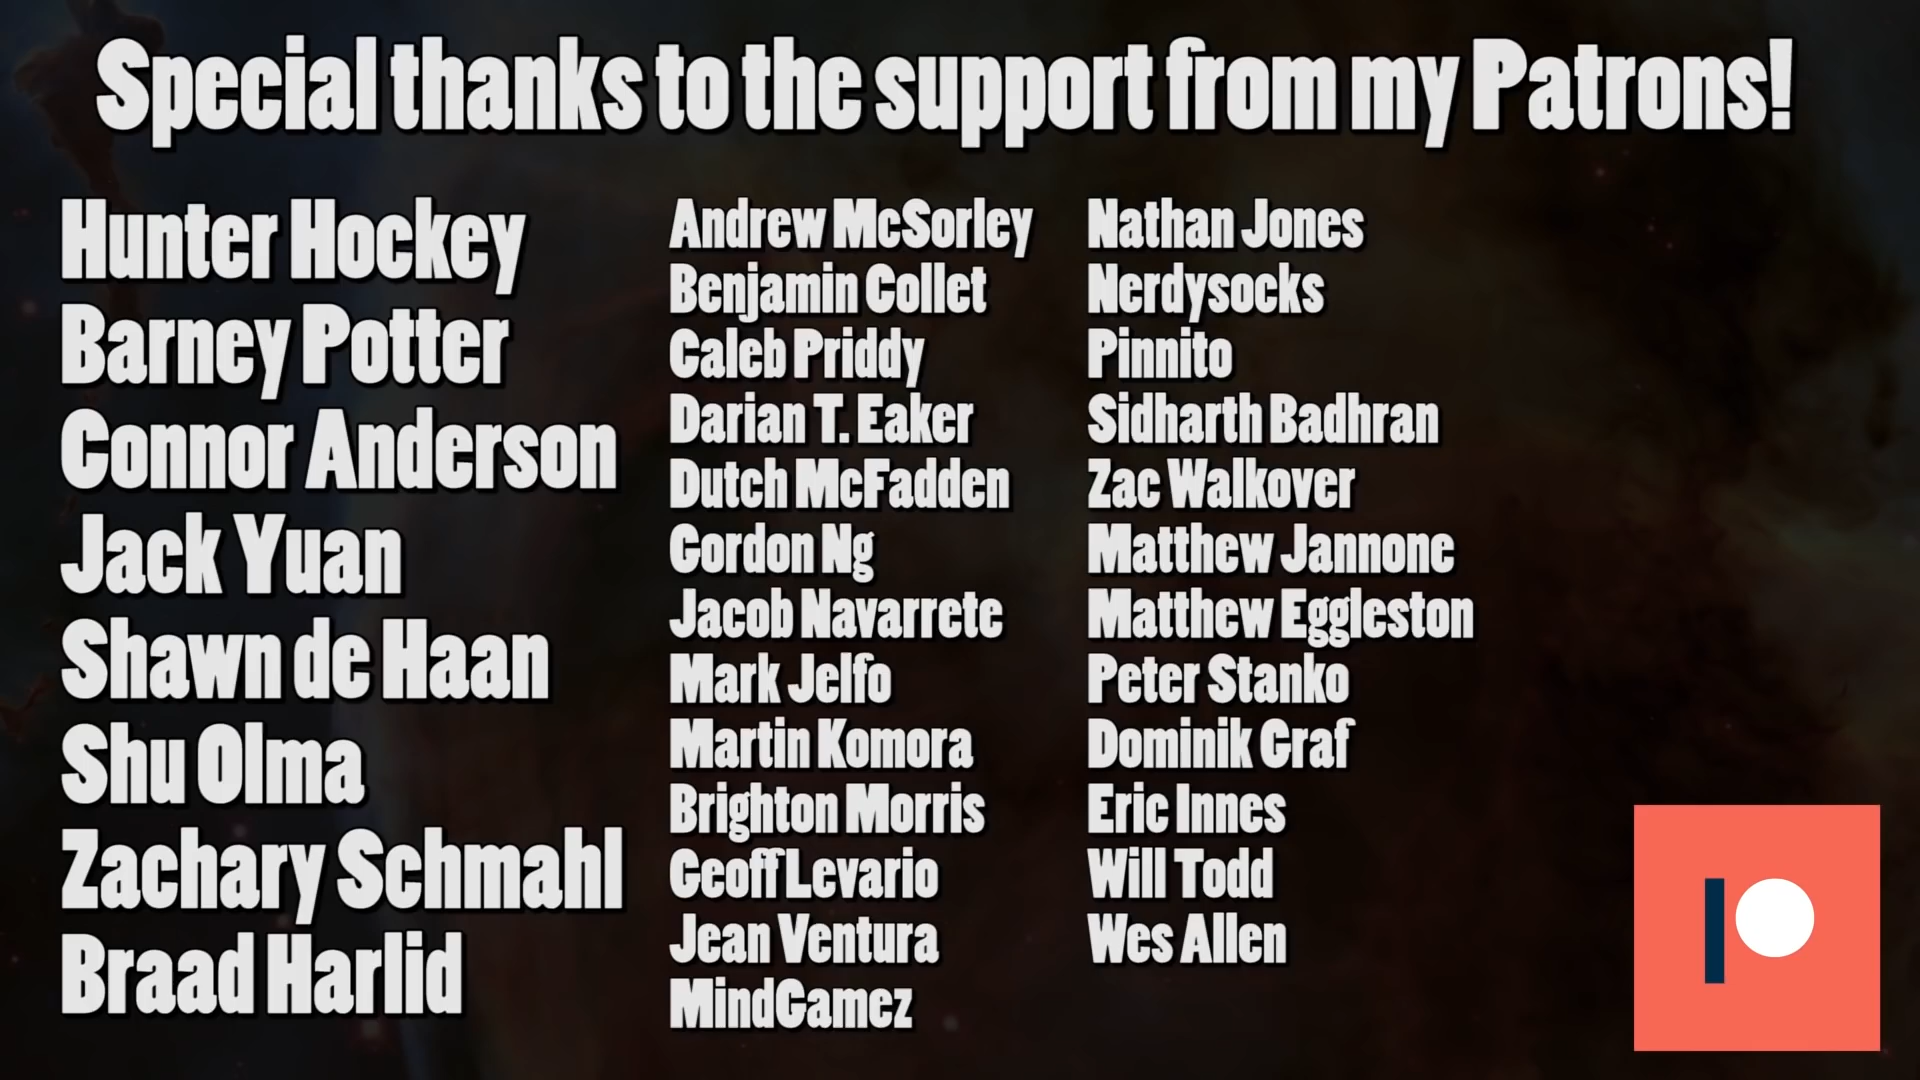 Special thanks to the support from my Patrons!
Hunter Hockey
Barney Potter
Connor Anderson
Jack Yuan
Shawn de Haan
Shu Olma
Zachary Schmahl
Braad Harlid
Andrew McSorley
Benjamin Collet
Caleb Priddy
Darian T. Eaker
Dutch McFadden
Gordon Ng
Jacob Navarrete
Mark Jelfo
Martin Komora
Brighton Morris
Geoff Levario
Jean Ventura
MindGamez
Nathan Jones
Nerdysocks
Pinnito
Sidharth Badhran
Zac Walkover
Matthew Jannone
Matthew Eggleston
Peter Stanko
Dominik Graf
Eric Innes
Will Todd
Wes Allen